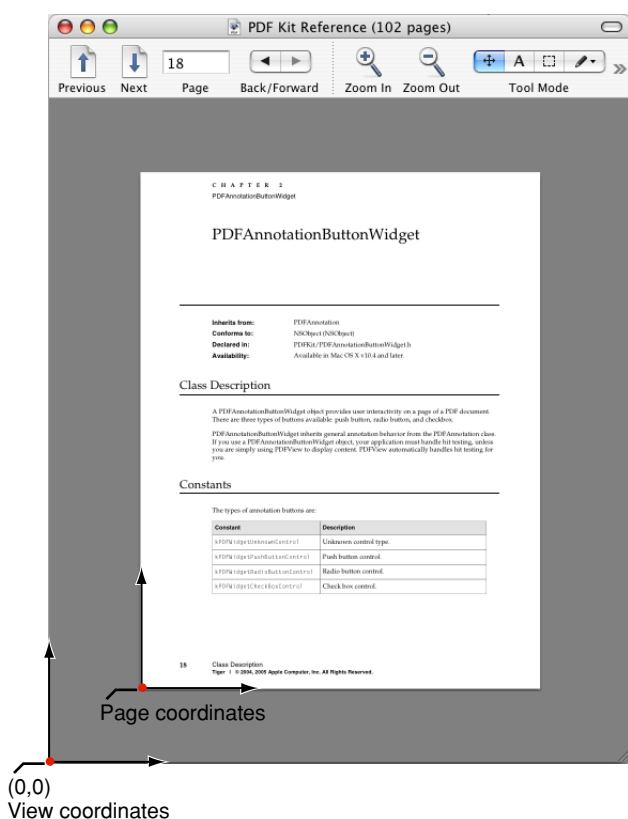 PDF Kit Reference (102 pages)
18
A
Previous Next Page Back/Forward Zoom In Zoom Out Tool Mode
CHAPTER 2
PDFAnnotationButtonWidget
PDFAnnotationButtonWidget
Inherits from: PDFAnnotation
Conforms to: NSObject (NSObject)
Declared in: PDFKit/PDFAnnotationButtonWidget.h
Availability: Available in Mac OS X v10.4 and later.
Class Description
A PDFAnnotationButtonWidget object provides user interactivity on a page of a PDF document.
There are three types of buttons available: push button, radio button, and checkbox.
PDFAnnotationButtonWidget inherits general annotation behavior from the PDFAnnotation class.
If you use a PDFAnnotationButtonWidget object, your application must handle hit testing, unless
you are simply using PDFView to display content. PDFView automatically handles hit testing for
you.
Constants
The types of annotation buttons are:
Constant Description
kPDFWidgetUnknownControl Unknown control type.
kPDFWidgetPushButtonControl Push button control.
kPDFWidgetRadioButtonControl Radio button control.
kPDFWidgetCheckBoxControl Check box control.
18 Class Description
Tiger | © 2004, 2005 Apple Computer, Inc. All Rights Reserved.
Page coordinates
(0,0)
View coordinates